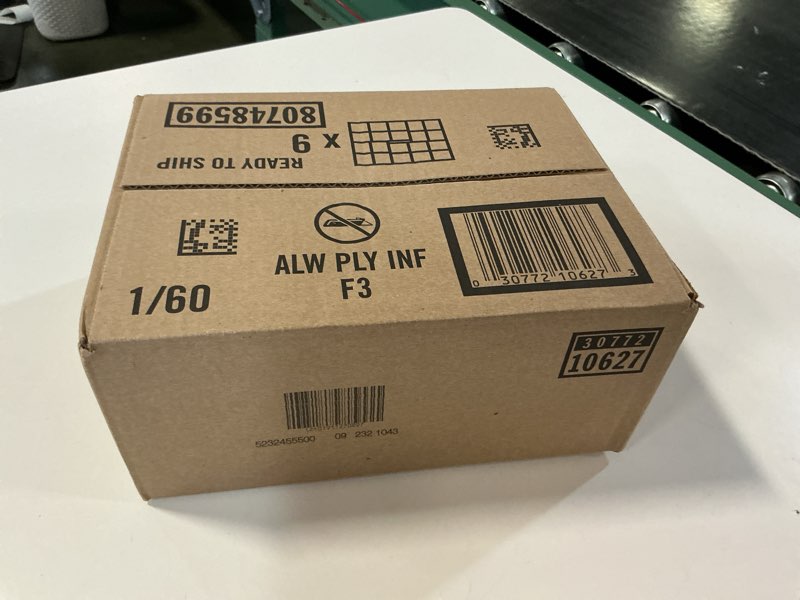 80748599
x 9
READY TO SHIP
ALW PLY INF
F3
1/60
0 30772 10627 3
30772
10627
5232455500 09 232 1043